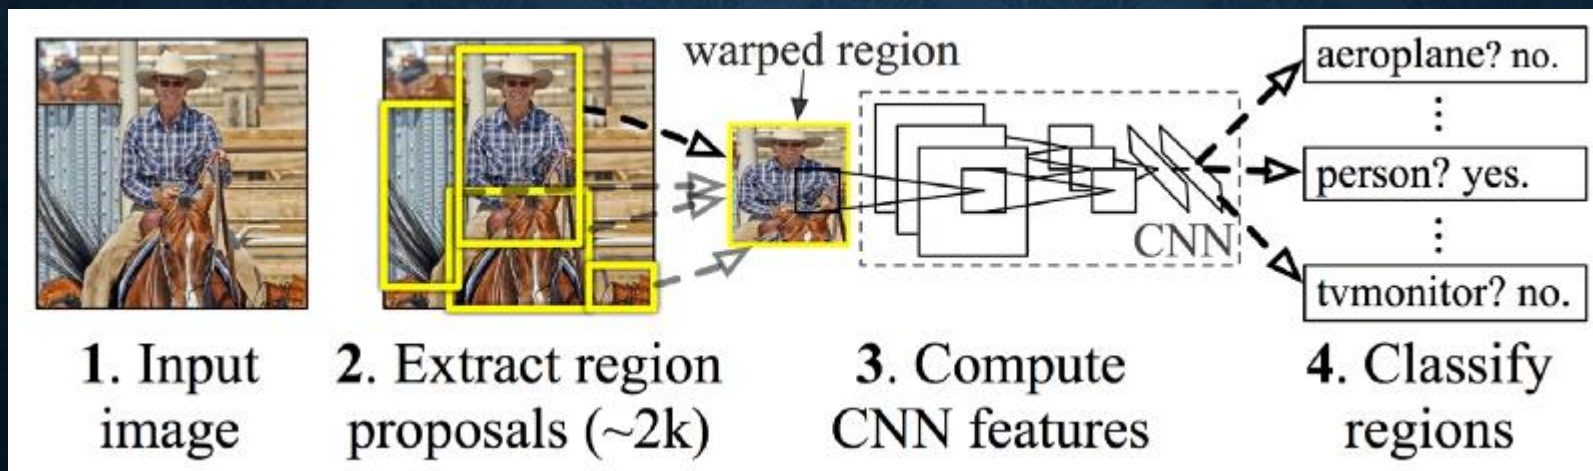 warped region
aeroplane? no.
⋮
person? yes.
⋮
tvmonitor? no.
CNN
1. Input
image
2. Extract region
proposals (~2k)
3. Compute
CNN features
4. Classify
regions